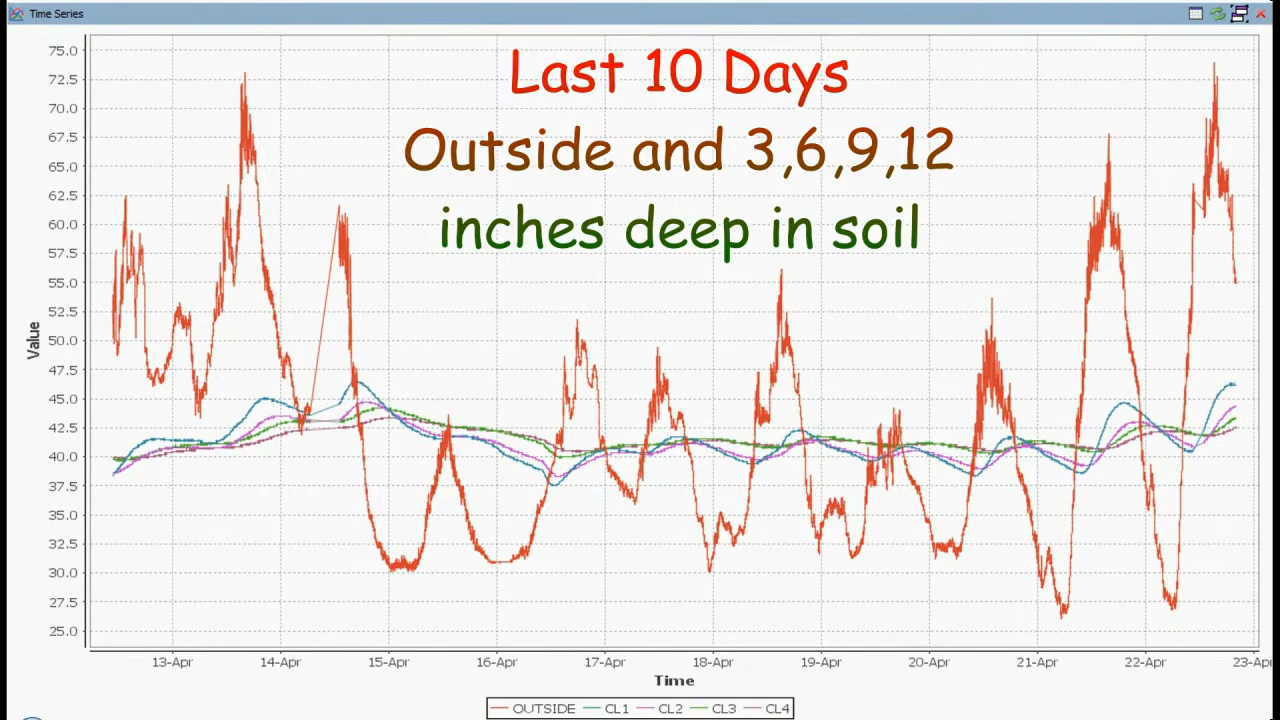 Time Series
Last 10 Days
Outside and 3,6,9,12
inches deep in soil
Value
75.0
72.5
70.0
67.5
65.0
62.5
60.0
57.5
55.0
52.5
50.0
47.5
45.0
42.5
40.0
37.5
35.0
32.5
30.0
27.5
25.0
13-Apr 14-Apr 15-Apr 16-Apr 17-Apr 18-Apr 19-Apr 20-Apr 21-Apr 22-Apr 23-Apr
Time
OUTSIDE CL1 CL2 CL3 CL4